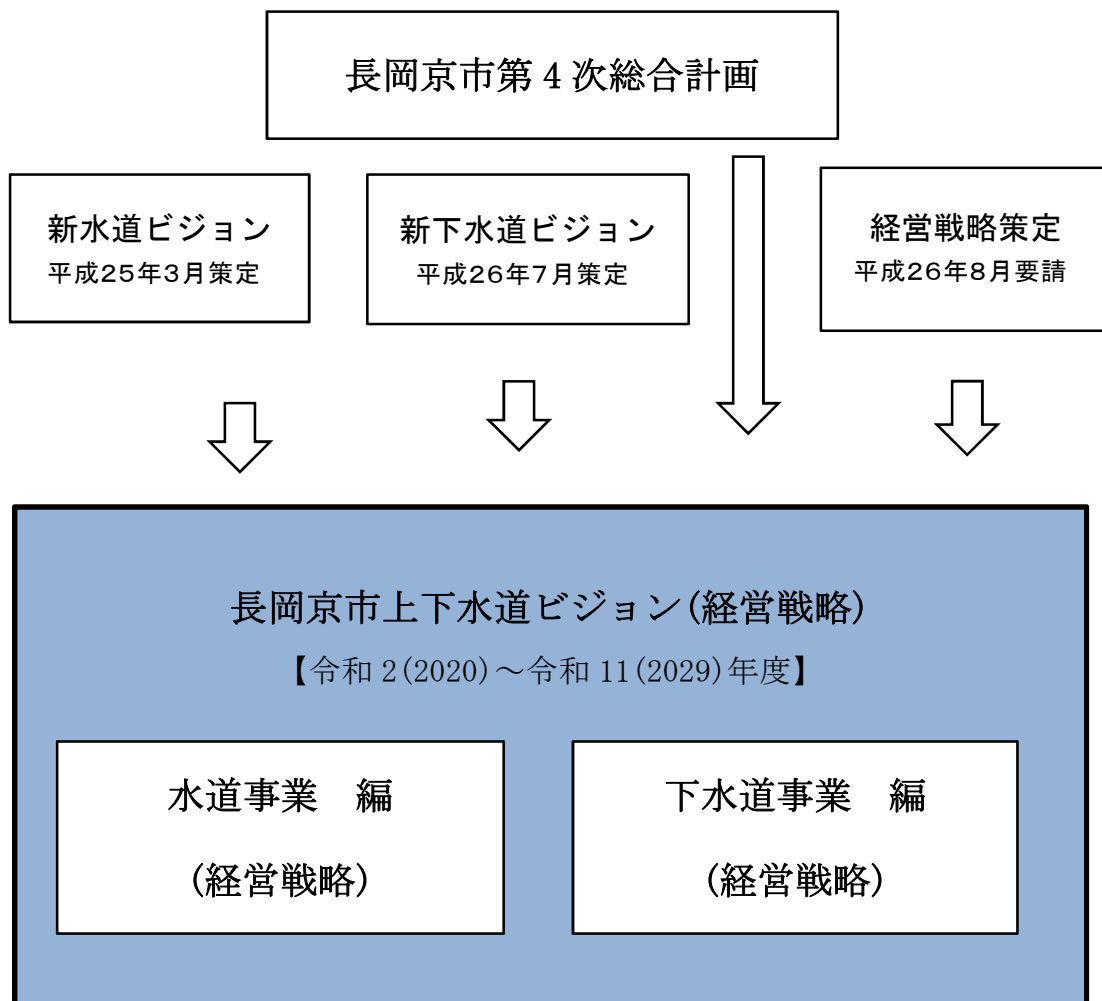 長岡京市第４次総合計画
新水道ビジョン
平成25年3月策定
新下水道ビジョン
平成26年7月策定
経営戦略策定
平成26年8月要請
長岡京市上下水道ビジョン(経営戦略)
【令和 2(2020)～令和 11(2029)年度】
水道事業　編
(経営戦略)
下水道事業　編
(経営戦略)